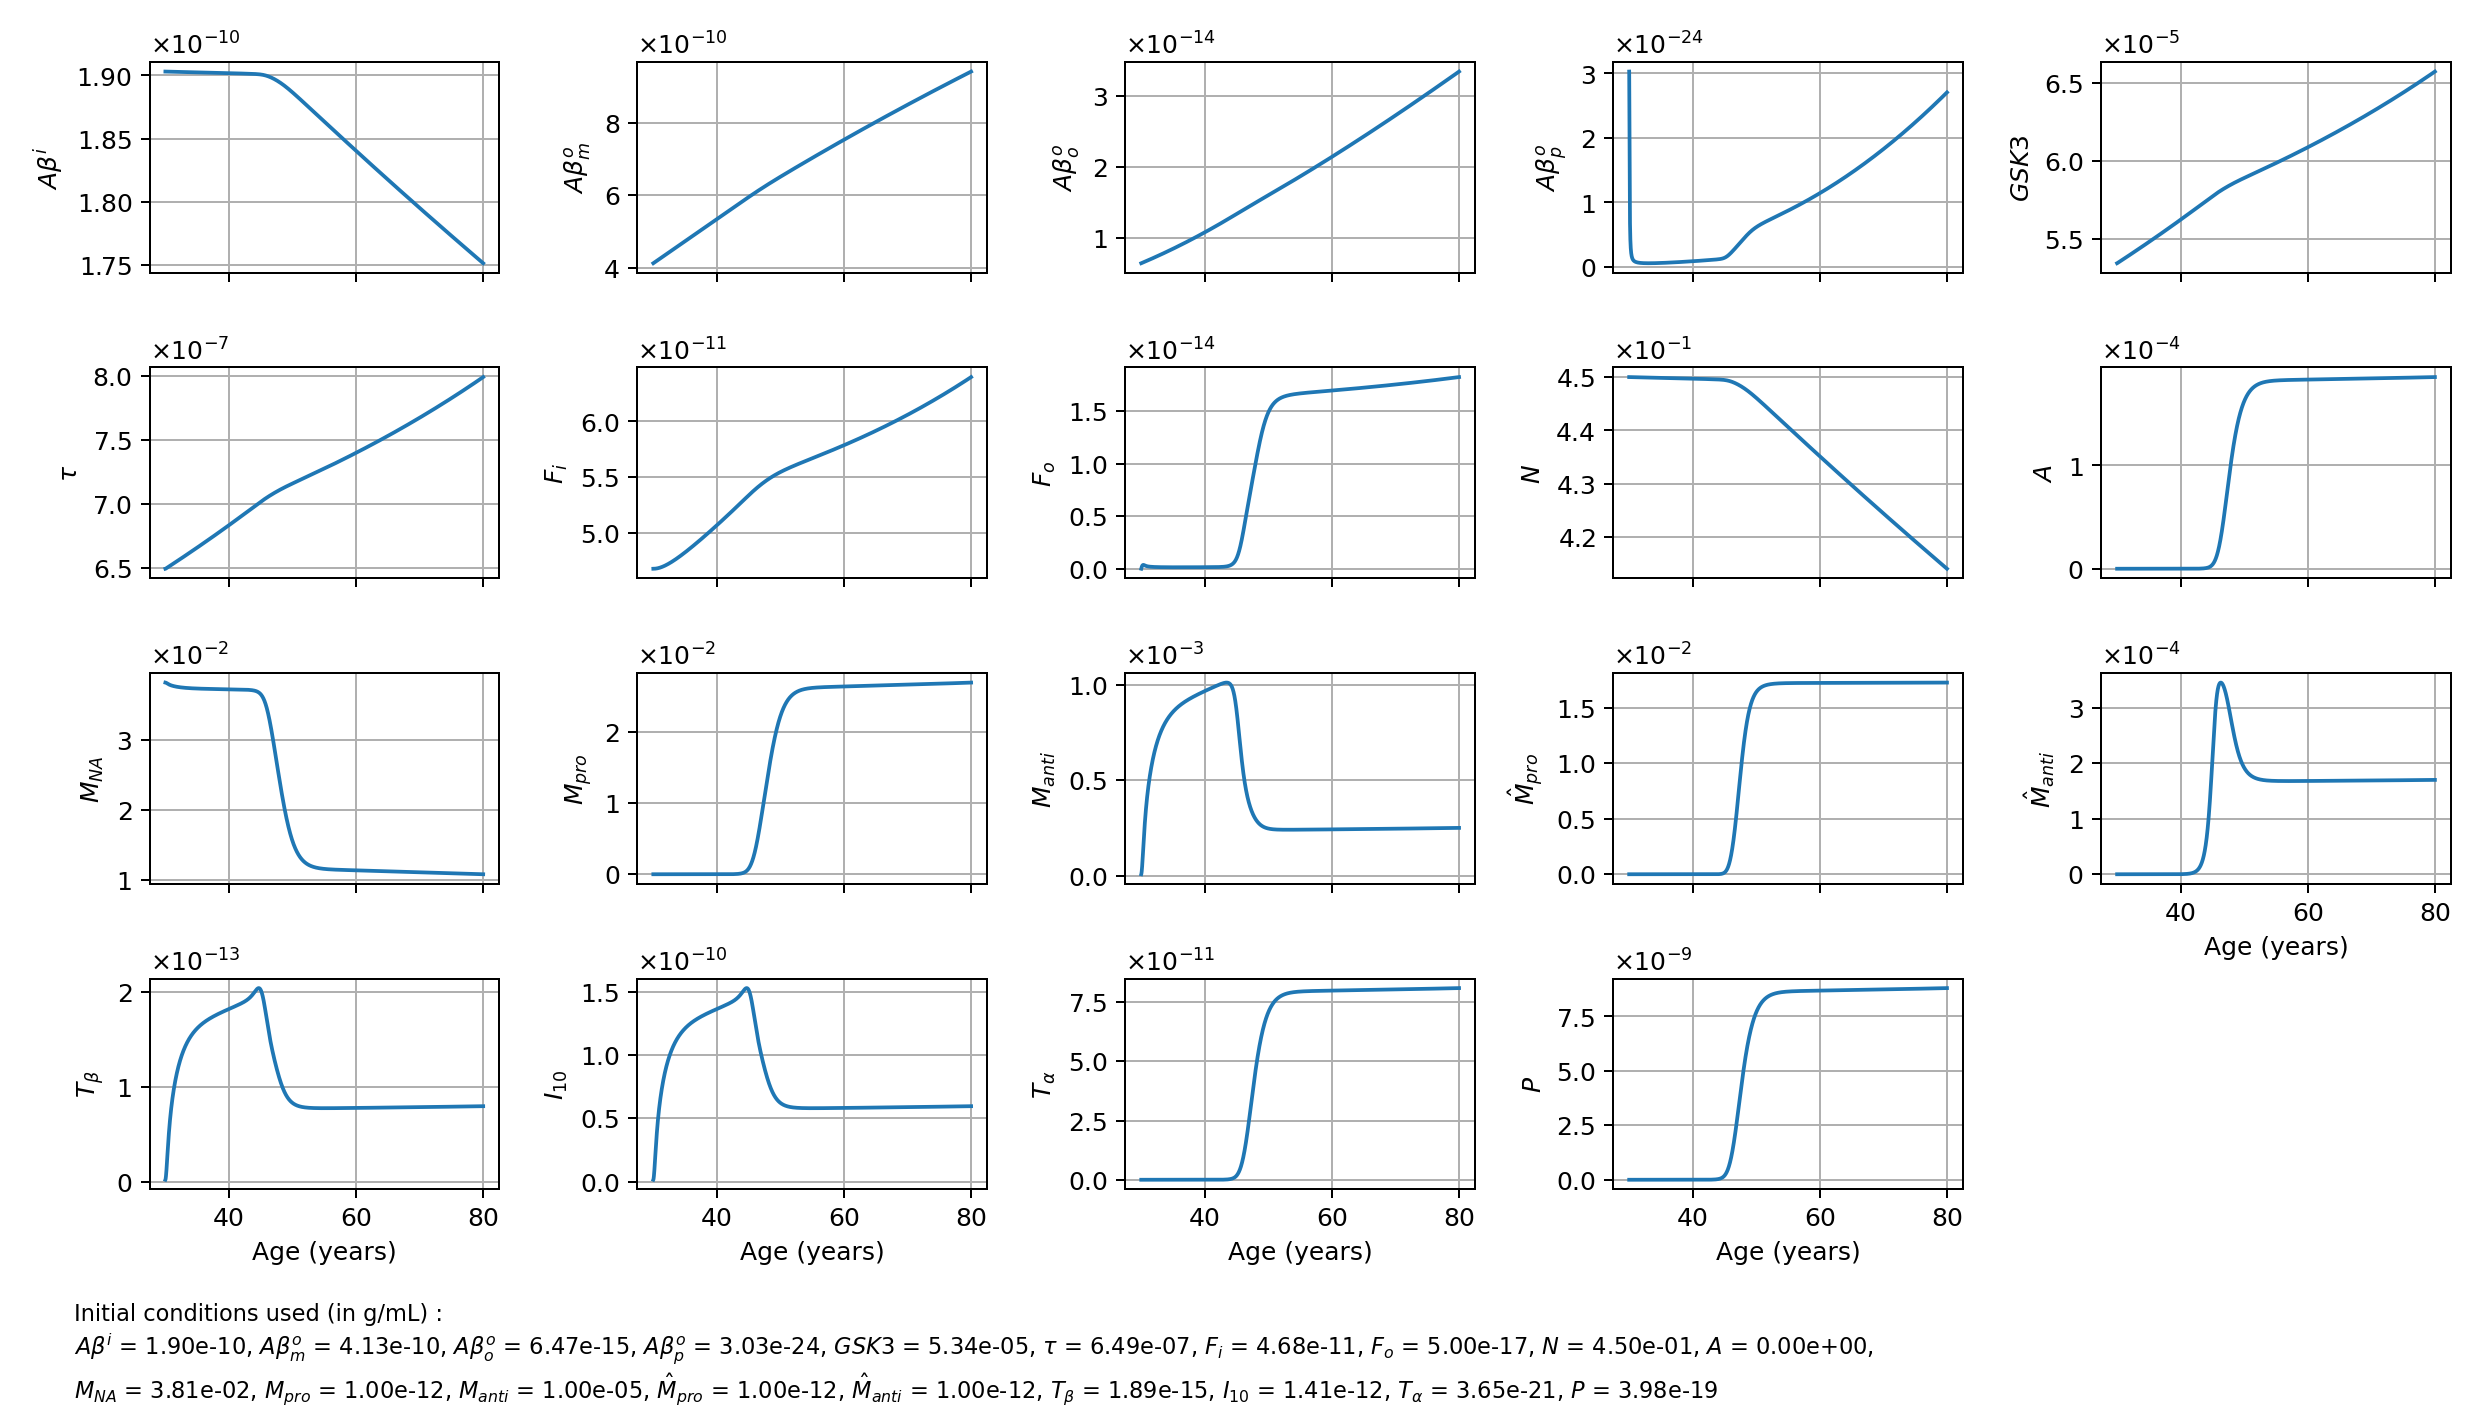 ×10⁻¹⁰ ×10⁻¹⁰ ×10⁻¹⁴ ×10⁻²⁴ ×10⁻⁵
Aβⁱ 1.90 1.85 1.80 1.75
Aβₘᵒ 8 6 4
Aβₒᵒ 3 2 1
Aβₚᵒ 3 2 1 0
GSK3 6.5 6.0 5.5
×10⁻⁷ ×10⁻¹¹ ×10⁻¹⁴ ×10⁻¹ ×10⁻⁴
τ 8.0 7.5 7.0 6.5
Fᵢ 6.0 5.5 5.0
Fₒ 1.5 1.0 0.5 0.0
N 4.5 4.4 4.3 4.2
A 1 0
×10⁻² ×10⁻² ×10⁻³ ×10⁻² ×10⁻⁴
M_NA 3 2 1
M_pro 2 1 0
M_anti 1.0 0.5 0.0
M̂_pro 1.5 1.0 0.5 0.0
M̂_anti 3 2 1 0
40 60 80
Age (years)
×10⁻¹³ ×10⁻¹⁰ ×10⁻¹¹ ×10⁻⁹
T_β 2 1 0
I₁₀ 1.5 1.0 0.5 0.0
T_α 7.5 5.0 2.5 0.0
P 7.5 5.0 2.5 0.0
40 60 80 40 60 80 40 60 80 40 60 80
Age (years) Age (years) Age (years) Age (years)
Initial conditions used (in g/mL) :
Aβⁱ = 1.90e-10, Aβₘᵒ = 4.13e-10, Aβₒᵒ = 6.47e-15, Aβₚᵒ = 3.03e-24, GSK3 = 5.34e-05, τ = 6.49e-07, Fᵢ = 4.68e-11, Fₒ = 5.00e-17, N = 4.50e-01, A = 0.00e+00,
M_NA = 3.81e-02, M_pro = 1.00e-12, M_anti = 1.00e-05, M̂_pro = 1.00e-12, M̂_anti = 1.00e-12, T_β = 1.89e-15, I₁₀ = 1.41e-12, T_α = 3.65e-21, P = 3.98e-19